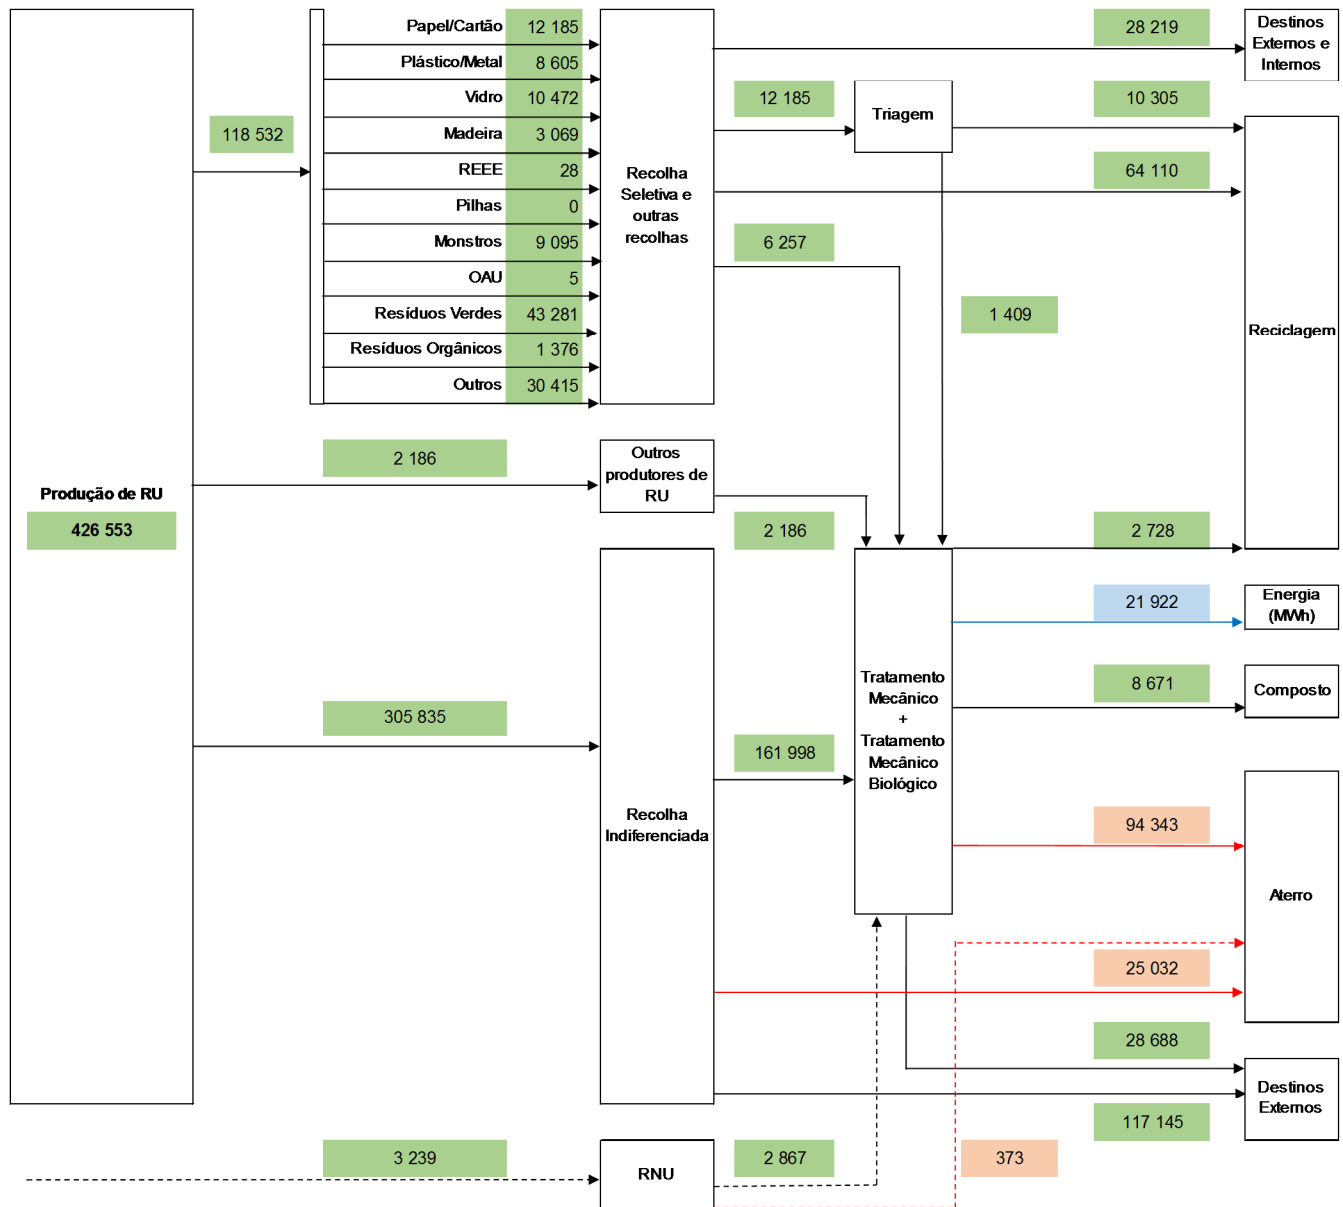 Papel/Cartão 12 185
Plástico/Metal 8 605
Vidro 10 472
Madeira 3 069
REEE 28
Pilhas 0
Monstros 9 095
OAU 5
Resíduos Verdes 43 281
Resíduos Orgânicos 1 376
Outros 30 415
118 532
Recolha
Seletiva e
outras
recolhas
28 219
Destinos
Externos e
Internos
12 185
Triagem
10 305
64 110
6 257
1 409
Reciclagem
Produção de RU
426 553
2 186
Outros
produtores de
RU
2 186
2 728
21 922
Energia
(MWh)
Tratamento
Mecânico
+
Tratamento
Mecânico
Biológico
8 671
Composto
305 835
161 998
Recolha
Indiferenciada
94 343
Aterro
25 032
28 688
Destinos
Externos
117 145
3 239
RNU
2 867
373